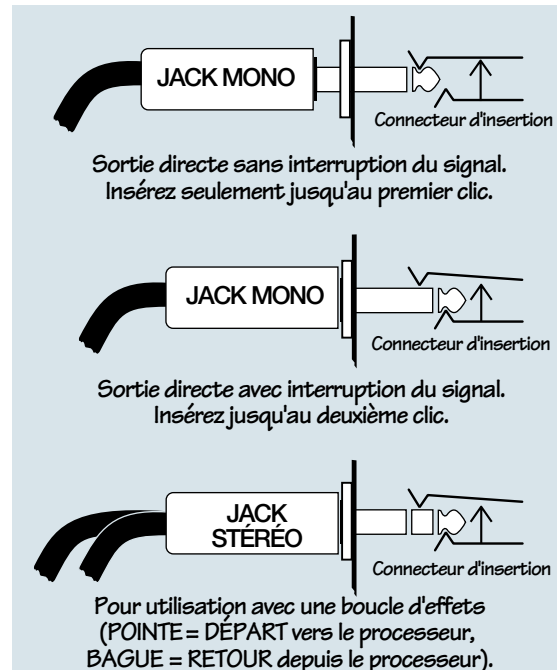 JACK MONO
Connecteur d'insertion
Sortie directe sans interruption du signal.
Insérez seulement jusqu'au premier clic.
JACK MONO
Connecteur d'insertion
Sortie directe avec interruption du signal.
Insérez jusqu'au deuxième clic.
JACK
STÉRÉO
Connecteur d'insertion
Pour utilisation avec une boucle d'effets
(POINTE = DÉPART vers le processeur,
BAGUE = RETOUR depuis le processeur).